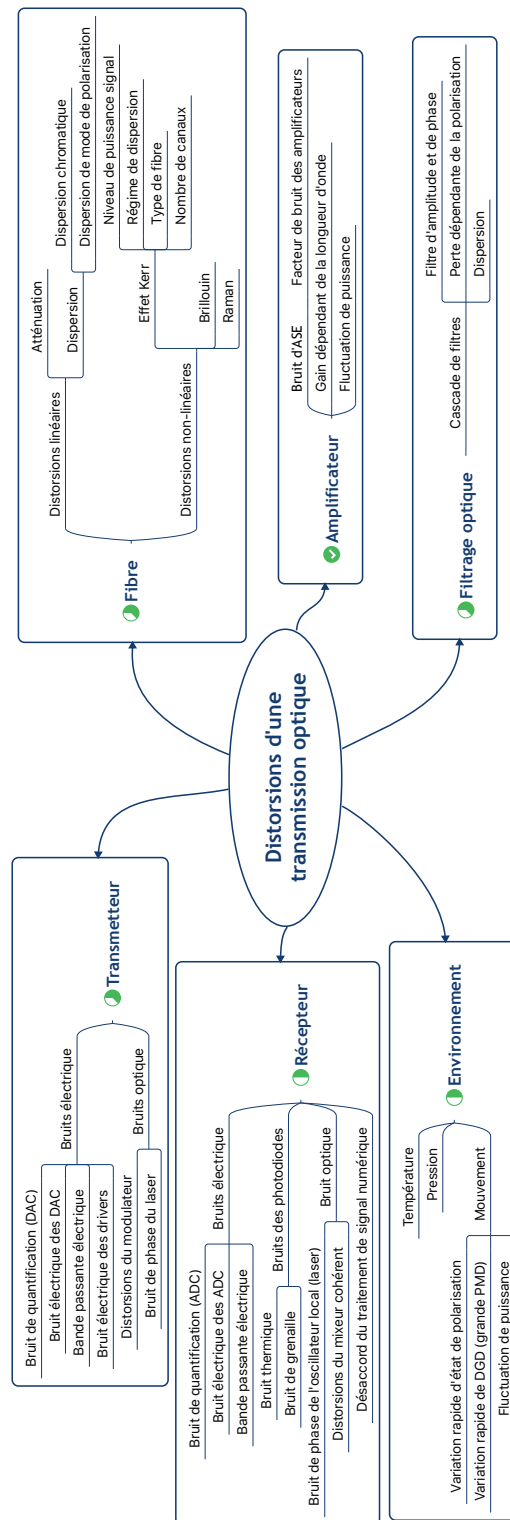 Distorsions d'une
transmission optique
Transmetteur
Bruits électrique
Bruit de quantification (DAC)
Bruit électrique des DAC
Bande passante électrique
Bruit électrique des drivers
Bruits optique
Distorsions du modulateur
Bruit de phase du laser
Récepteur
Bruits électrique
Bruit de quantification (ADC)
Bruit électrique des ADC
Bande passante électrique
Bruits des photodiodes
Bruit thermique
Bruit de grenaille
Bruit optique
Bruit de phase de l'oscillateur local (laser)
Distorsions du mixeur cohérent
Désaccord du traitement de signal numérique
Environnement
Température
Pression
Mouvement
Variation rapide d'état de polarisation
Variation rapide de DGD (grande PMD)
Fluctuation de puissance
Fibre
Distorsions linéaires
Atténuation
Dispersion
Dispersion chromatique
Dispersion de mode de polarisation
Distorsions non-linéaires
Effet Kerr
Niveau de puissance signal
Régime de dispersion
Type de fibre
Nombre de canaux
Brillouin
Raman
Amplificateur
Bruit d'ASE
Facteur de bruit des amplificateurs
Gain dépendant de la longueur d'onde
Fluctuation de puissance
Filtrage optique
Cascade de filtres
Filtre d'amplitude et de phase
Perte dépendante de la polarisation
Dispersion